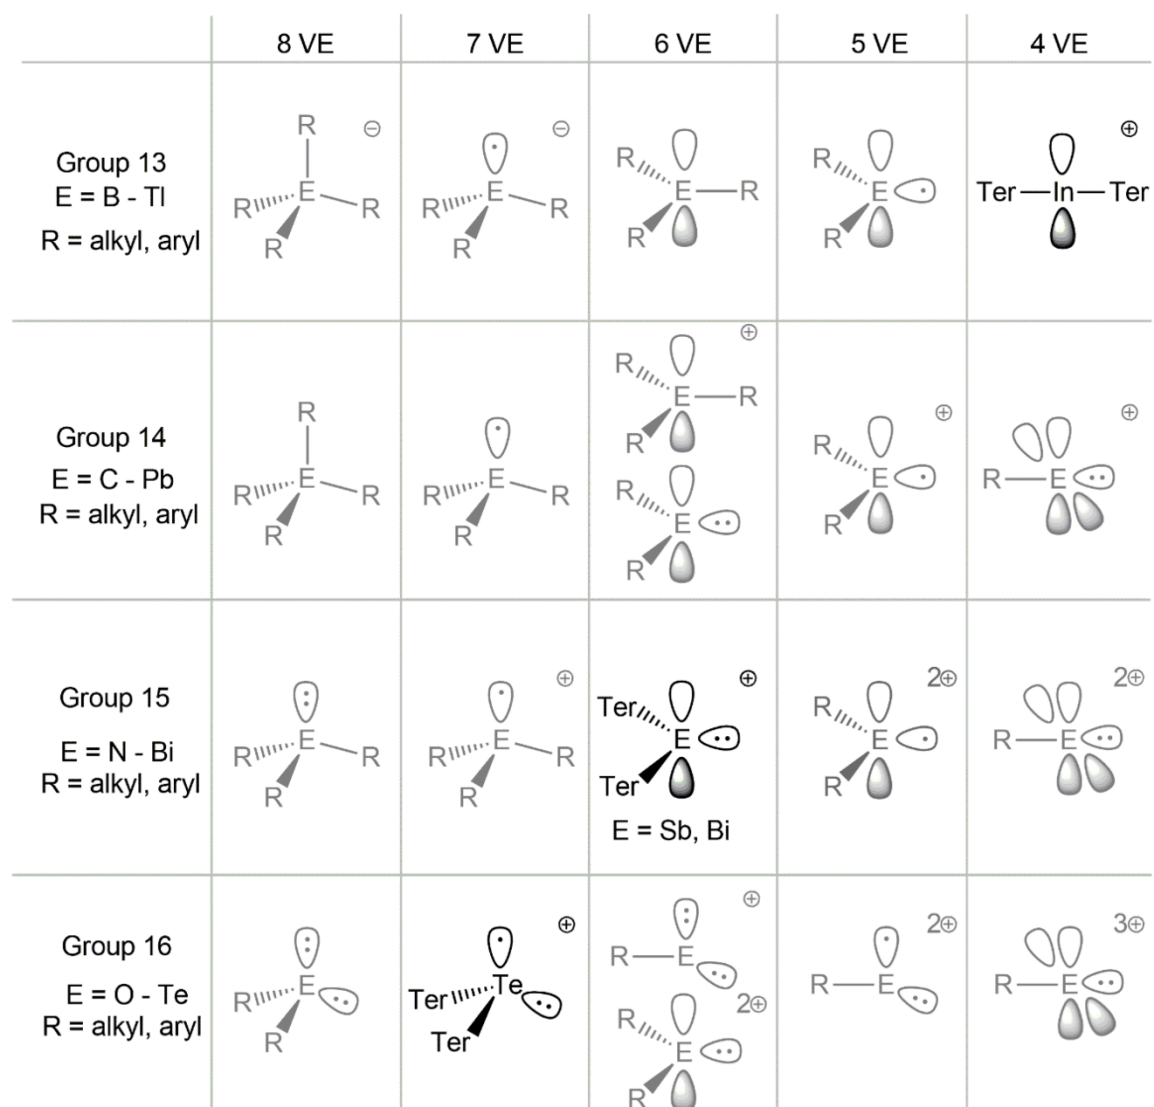 8 VE 7 VE 6 VE 5 VE 4 VE
Group 13
E = B - Tl
R = alkyl, aryl
R ⊖
R E R
R
⊖
R E R
R
R
E R
R
R
E
R
⊕
Ter In Ter
Group 14
E = C - Pb
R = alkyl, aryl
R
R E R
R
R E R
R
⊕
R
E R
R
R
E
R
⊕
R
E
R
⊕
R E
Group 15
E = N - Bi
R = alkyl, aryl
R E R
R
⊕
R E R
R
⊕
Ter
E
Ter
E = Sb, Bi
2⊕
R
E
R
2⊕
R E
Group 16
E = O - Te
R = alkyl, aryl
R E
R
⊕
Ter Te
Ter
⊕
R E
2⊕
R
E
R
2⊕
R E
3⊕
R E